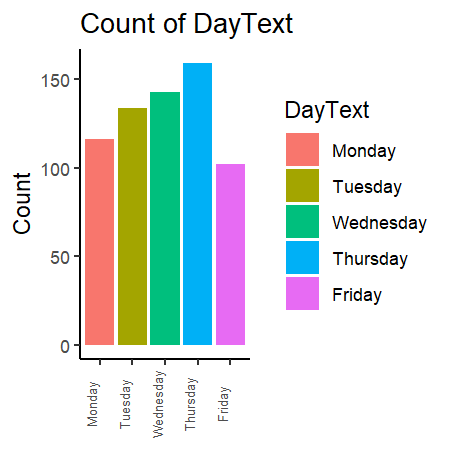 Count of DayText
Count
150
100
50
0
Monday
Tuesday
Wednesday
Thursday
Friday
DayText
Monday
Tuesday
Wednesday
Thursday
Friday